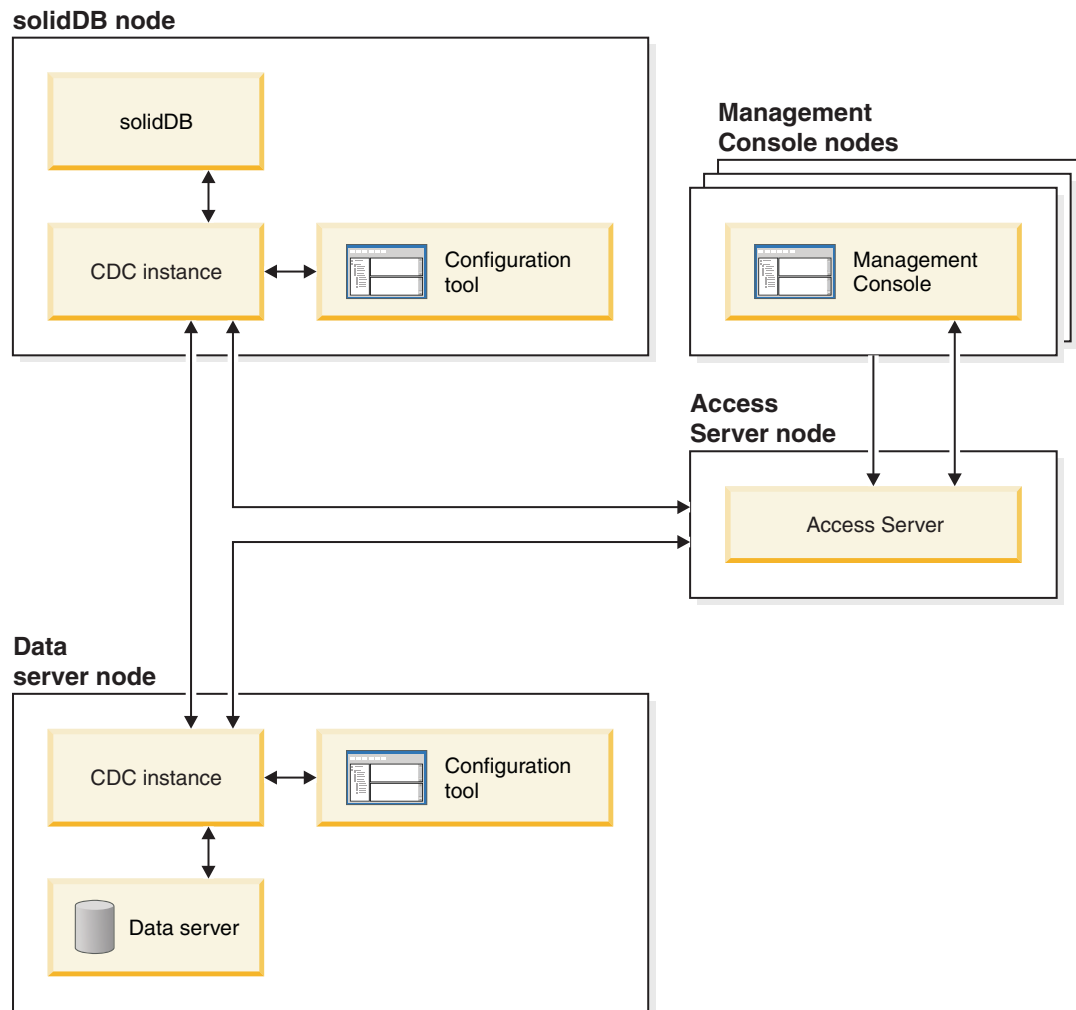 solidDB node
solidDB
CDC instance
Configuration
tool
Management
Console nodes
Management
Console
Access
Server node
Access Server
Data
server node
CDC instance
Configuration
tool
Data server